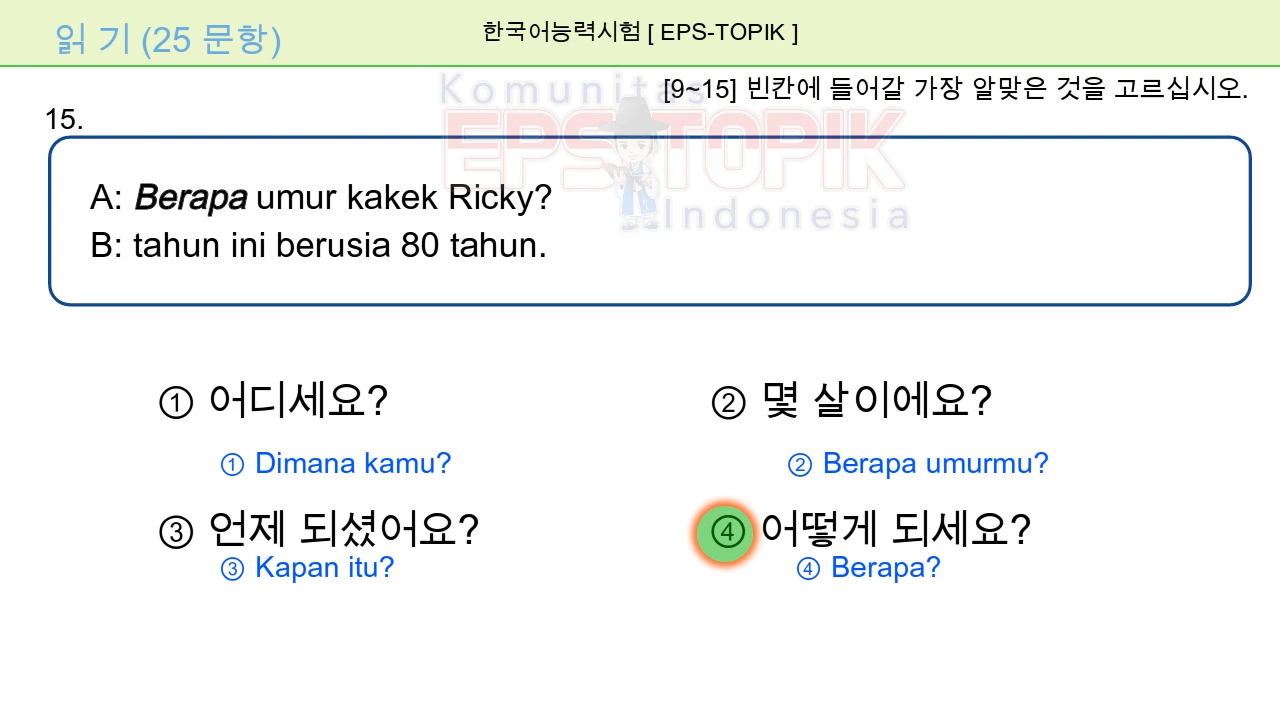 읽 기 (25 문항)
한국어능력시험 [ EPS-TOPIK ]
Komunitas
EPS TOPIK
Indonesia
[9~15] 빈칸에 들어갈 가장 알맞은 것을 고르십시오.
15.
A: Berapa umur kakek Ricky?
B: tahun ini berusia 80 tahun.
① 어디세요?
② 몇 살이에요?
① Dimana kamu?
② Berapa umurmu?
③ 언제 되셨어요?
④ 어떻게 되세요?
③ Kapan itu?
④ Berapa?